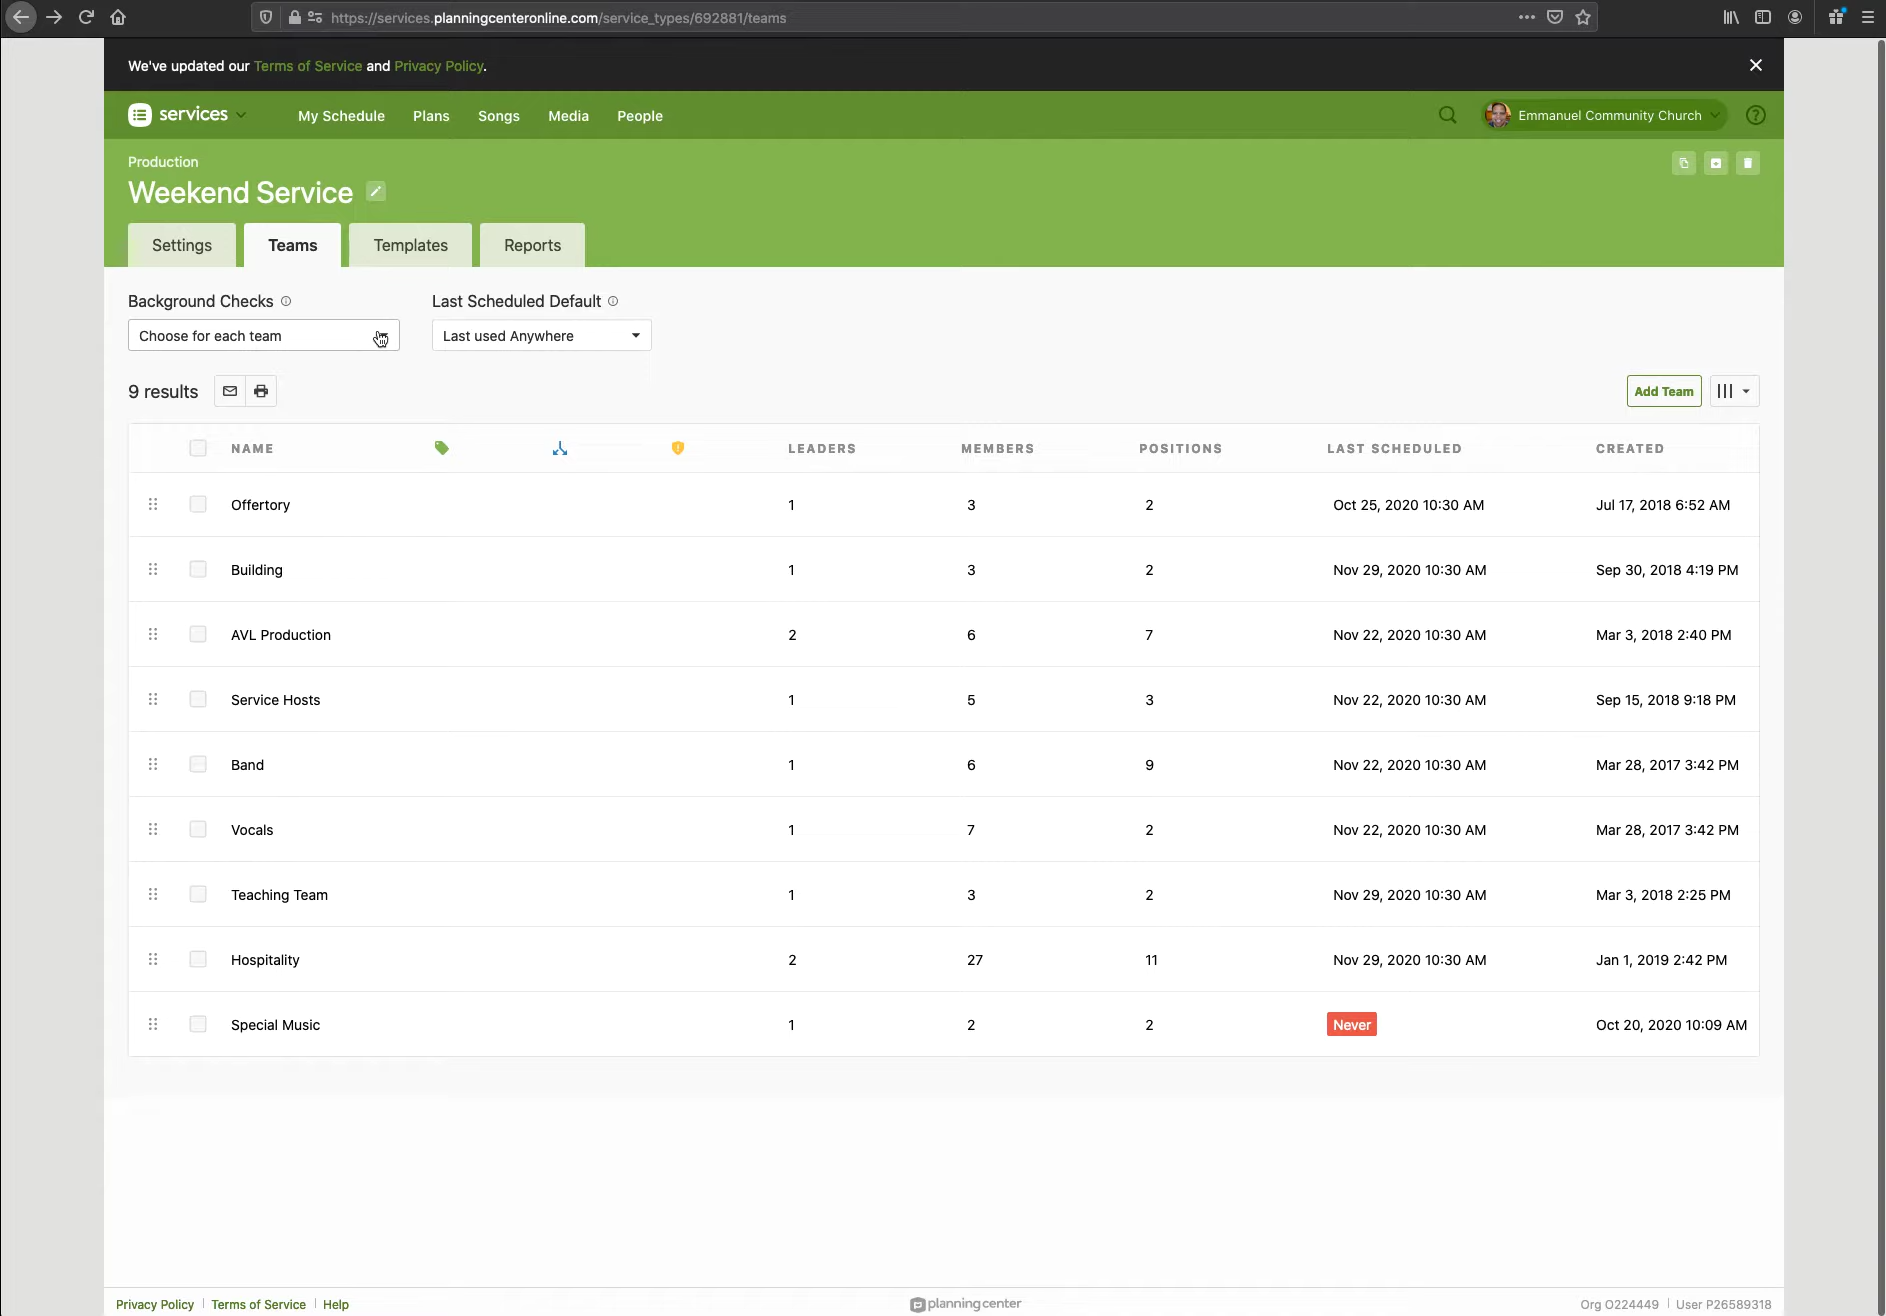 https://services.planningcenteronline.com/service_types/692881/teams
We've updated our Terms of Service and Privacy Policy.
services My Schedule Plans Songs Media People Emmanuel Community Church
Production
Weekend Service
Settings Teams Templates Reports
Background Checks Last Scheduled Default
Choose for each team Last used Anywhere
9 results Add Team
NAME LEADERS MEMBERS POSITIONS LAST SCHEDULED CREATED
Offertory 1 3 2 Oct 25, 2020 10:30 AM Jul 17, 2018 6:52 AM
Building 1 3 2 Nov 29, 2020 10:30 AM Sep 30, 2018 4:19 PM
AVL Production 2 6 7 Nov 22, 2020 10:30 AM Mar 3, 2018 2:40 PM
Service Hosts 1 5 3 Nov 22, 2020 10:30 AM Sep 15, 2018 9:18 PM
Band 1 6 9 Nov 22, 2020 10:30 AM Mar 28, 2017 3:42 PM
Vocals 1 7 2 Nov 22, 2020 10:30 AM Mar 28, 2017 3:42 PM
Teaching Team 1 3 2 Nov 29, 2020 10:30 AM Mar 3, 2018 2:25 PM
Hospitality 2 27 11 Nov 29, 2020 10:30 AM Jan 1, 2019 2:42 PM
Special Music 1 2 2 Never Oct 20, 2020 10:09 AM
Privacy Policy Terms of Service Help planning center Org O224449 User P26589318